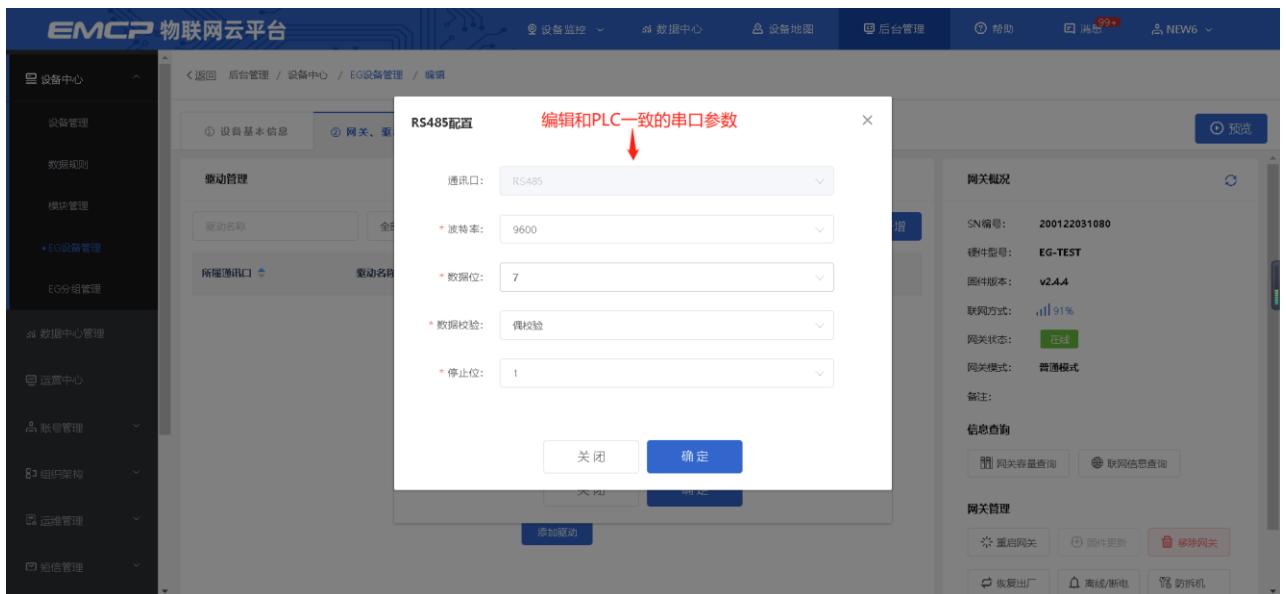 EMCP 物联网云平台
设备监控
数据中心
设备地图
后台管理
帮助
消息
99+
NEW6
设备中心
设备管理
数据规则
模块管理
EG设备管理
EG分组管理
数据中心管理
运营中心
账号管理
组织架构
运维管理
短信管理
<返回 后台管理 / 设备中心 / EG设备管理 / 编辑
① 设备基本信息
② 网关、驱
预览
驱动管理
驱动名称
全部
增
所属通讯口
驱动名称
RS485配置
编辑和PLC一致的串口参数
通讯口: RS485
* 波特率: 9600
* 数据位: 7
* 数据校验: 偶校验
* 停止位: 1
关闭
确定
关闭
确定
添加驱动
网关概况
SN编号: 200122031080
硬件型号: EG-TEST
固件版本: v2.4.4
联网方式: 91%
网关状态: 在线
网关模式: 普通模式
备注:
信息查询
网关容量查询
联网信息查询
网关管理
重启网关
固件更新
移除网关
恢复出厂
离线/断电
防拆机